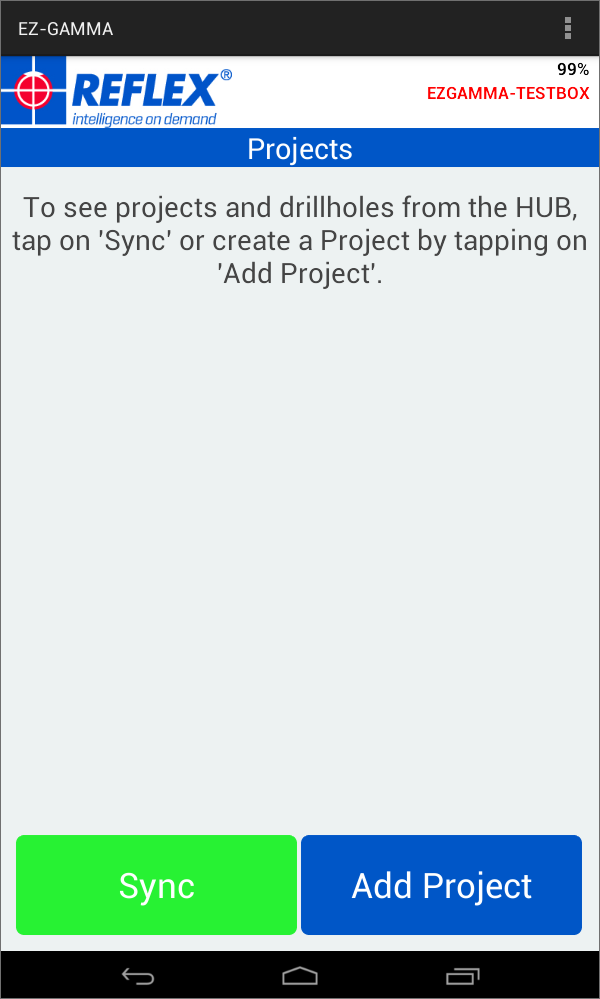 EZ-GAMMA
REFLEX®
intelligence on demand
99%
EZGAMMA-TESTBOX
Projects
To see projects and drillholes from the HUB,
tap on 'Sync' or create a Project by tapping on
'Add Project'.
Sync
Add Project